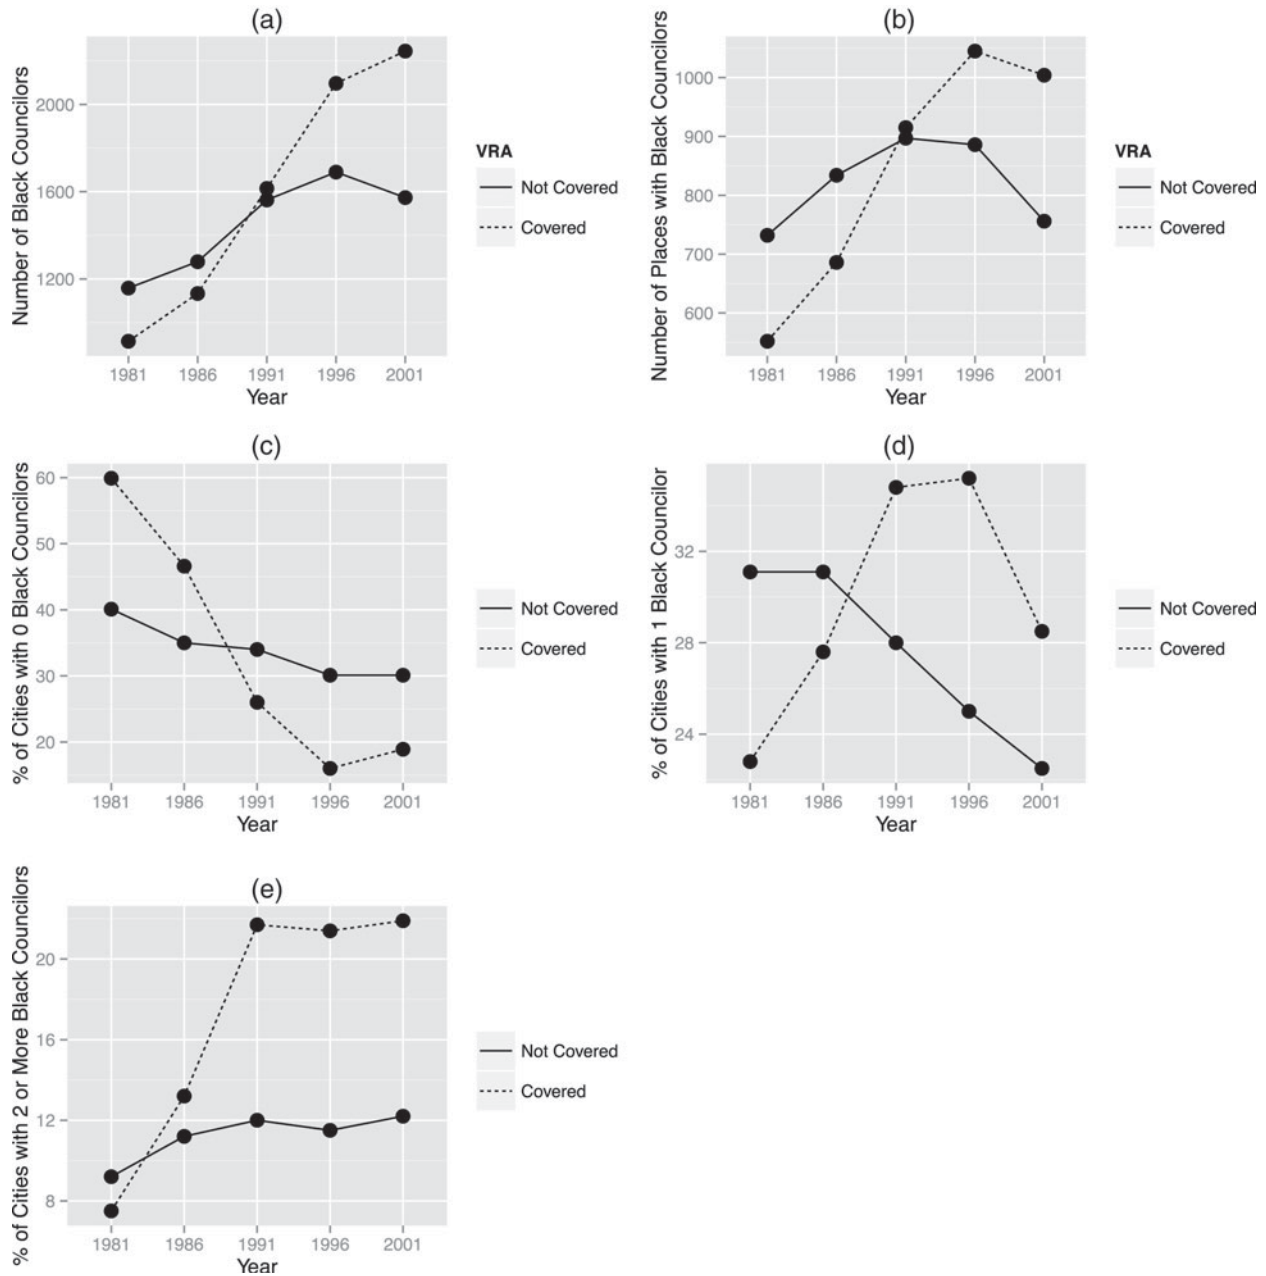 (a)
Number of Black Councilors
2000
1600
1200
1981 1986 1991 1996 2001
Year
VRA
Not Covered
Covered
(b)
Number of Places with Black Councilors
1000
900
800
700
600
1981 1986 1991 1996 2001
Year
VRA
Not Covered
Covered
(c)
% of Cities with 0 Black Councilors
60
50
40
30
20
1981 1986 1991 1996 2001
Year
Not Covered
Covered
(d)
% of Cities with 1 Black Councilor
32
28
24
1981 1986 1991 1996 2001
Year
Not Covered
Covered
(e)
% of Cities with 2 or More Black Councilors
20
16
12
8
1981 1986 1991 1996 2001
Year
Not Covered
Covered